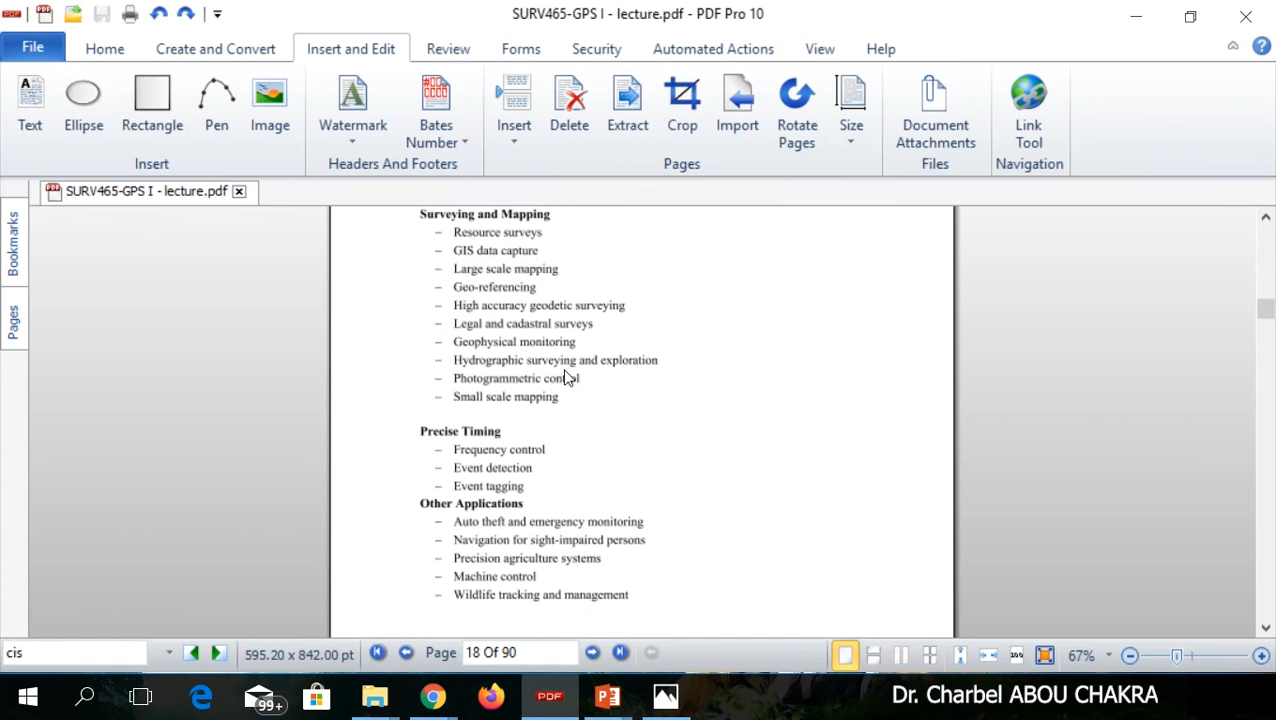 SURV465-GPS I - lecture.pdf - PDF Pro 10
File
Home
Create and Convert
Insert and Edit
Review
Forms
Security
Automated Actions
View
Help
Text
Ellipse
Rectangle
Pen
Image
Insert
Watermark
Bates
Number
Headers And Footers
Insert
Delete
Extract
Crop
Import
Rotate
Pages
Size
Pages
Document
Attachments
Files
Link
Tool
Navigation
SURV465-GPS I - lecture.pdf
Bookmarks
Pages
Surveying and Mapping
– Resource surveys
– GIS data capture
– Large scale mapping
– Geo-referencing
– High accuracy geodetic surveying
– Legal and cadastral surveys
– Geophysical monitoring
– Hydrographic surveying and exploration
– Photogrammetric control
– Small scale mapping
Precise Timing
– Frequency control
– Event detection
– Event tagging
Other Applications
– Auto theft and emergency monitoring
– Navigation for sight-impaired persons
– Precision agriculture systems
– Machine control
– Wildlife tracking and management
cis
595.20 x 842.00 pt
Page
18 Of 90
67%
99+
PDF
Dr. Charbel ABOU CHAKRA